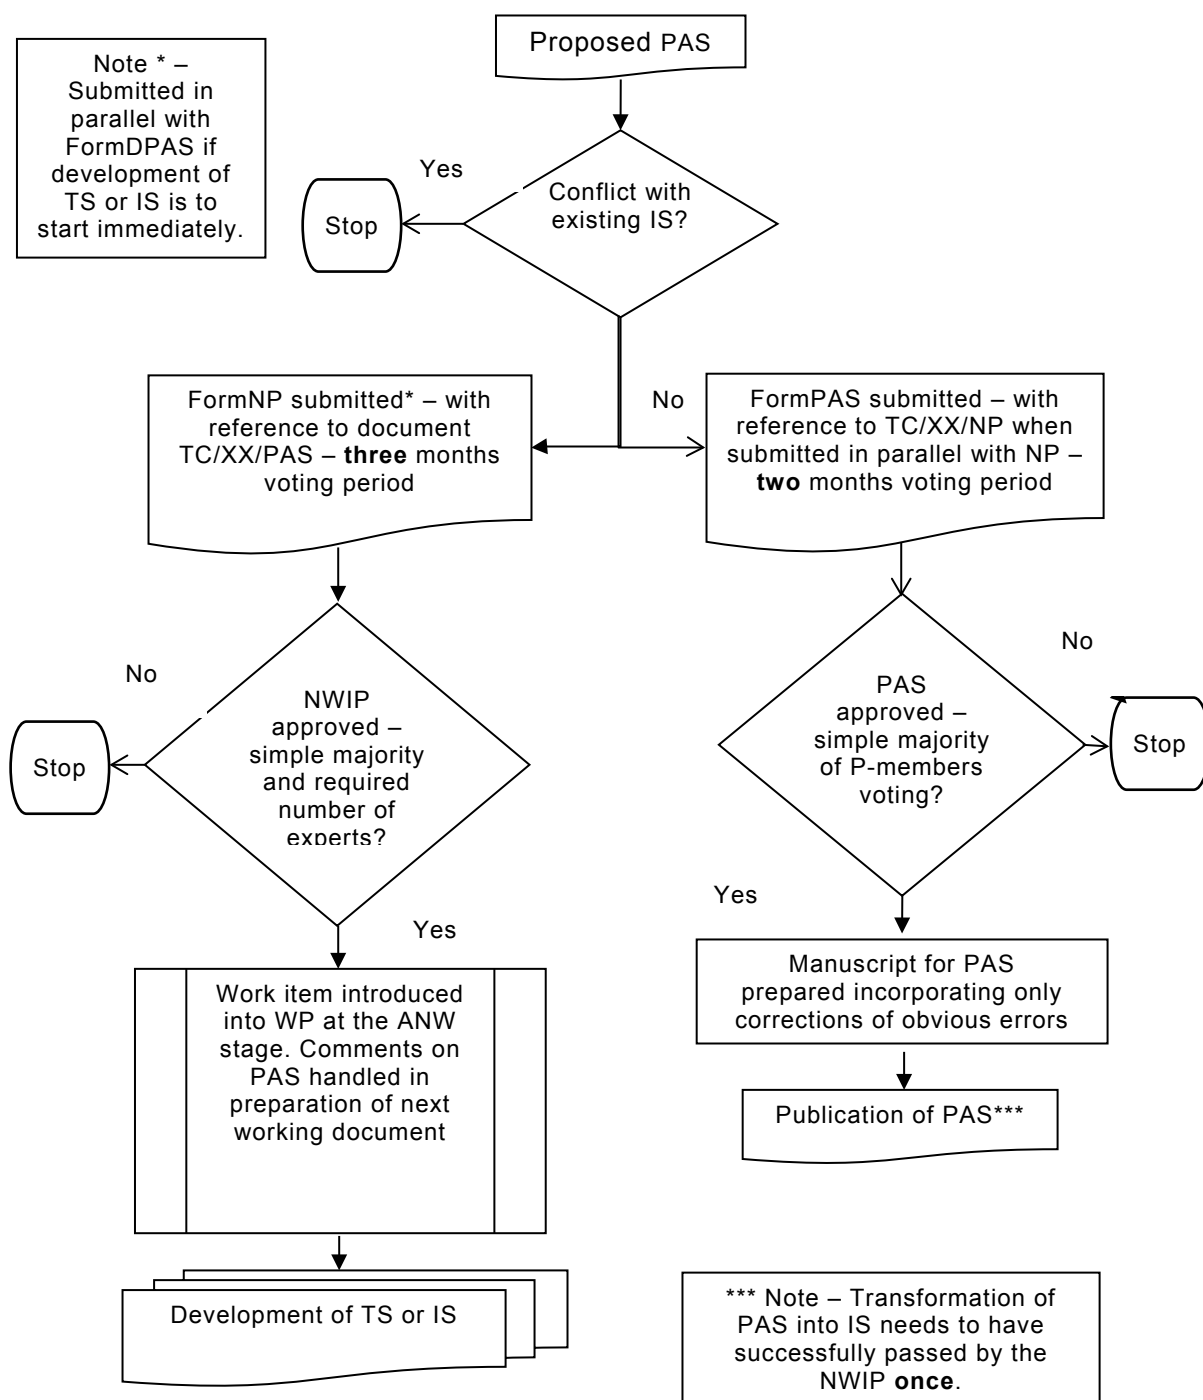 Proposed PAS
Note * –
Submitted in
parallel with
FormDPAS if
development of
TS or IS is to
start immediately.
Yes
Conflict with
existing IS?
Stop
FormNP submitted* – with
reference to document
TC/XX/PAS – three months
voting period
No
FormPAS submitted – with
reference to TC/XX/NP when
submitted in parallel with NP –
two months voting period
No
NWIP
approved –
simple majority
and required
number of
experts?
Stop
No
PAS
approved –
simple majority
of P-members
voting?
Stop
Yes
Yes
Work item introduced
into WP at the ANW
stage. Comments on
PAS handled in
preparation of next
working document
Manuscript for PAS
prepared incorporating only
corrections of obvious errors
Publication of PAS***
Development of TS or IS
*** Note – Transformation of
PAS into IS needs to have
successfully passed by the
NWIP once.